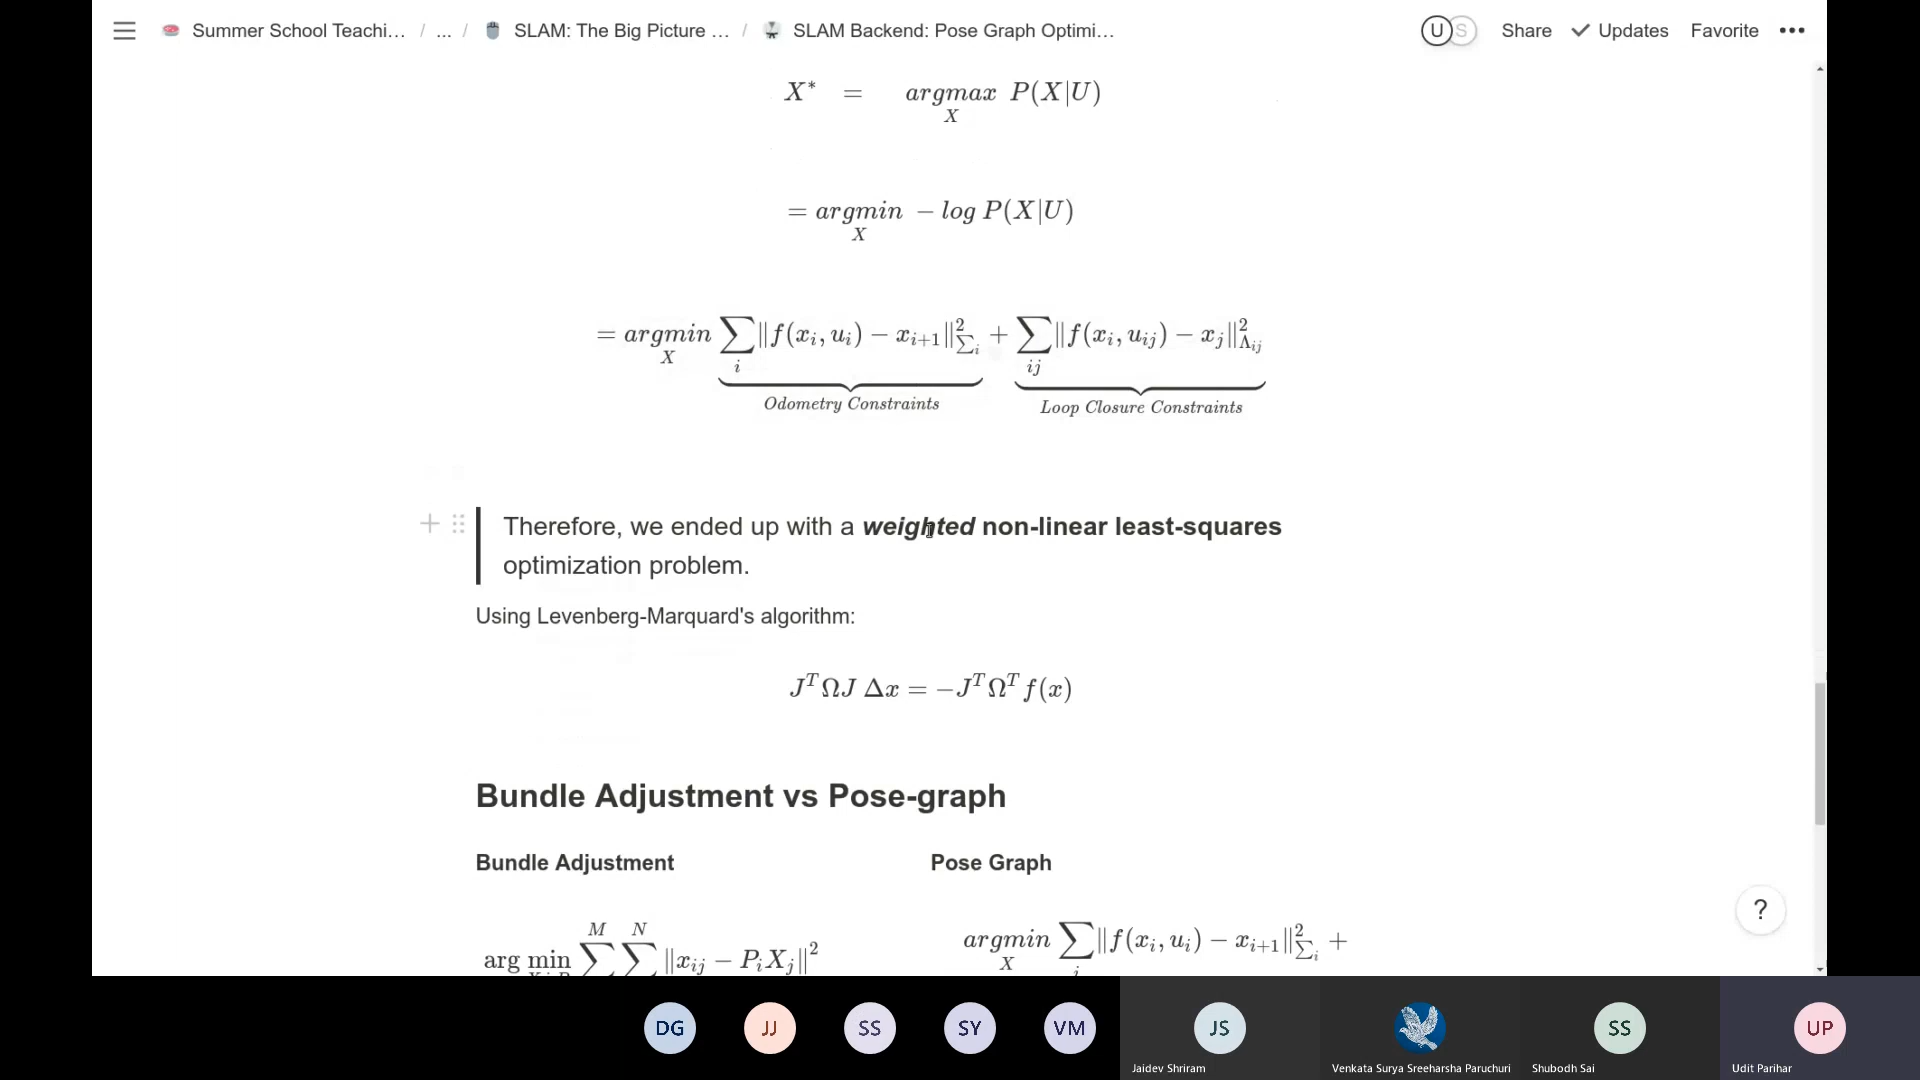 Summer School Teachi... / ... / SLAM: The Big Picture ... / SLAM Backend: Pose Graph Optimi... U S Share Updates Favorite •••
X* = argmax P(X|U)
X
= argmin − log P(X|U)
X
= argmin ∑ ‖f(xᵢ, uᵢ) − xᵢ₊₁‖²_∑ᵢ + ∑ ‖f(xᵢ, uᵢⱼ) − xⱼ‖²_Λᵢⱼ
X i ij
Odometry Constraints Loop Closure Constraints
Therefore, we ended up with a weighted non-linear least-squares
optimization problem.
Using Levenberg-Marquard's algorithm:
JᵀΩJ Δx = −JᵀΩᵀ f(x)
Bundle Adjustment vs Pose-graph
Bundle Adjustment Pose Graph
M N
arg min ∑ ∑ ‖xᵢⱼ − PᵢXⱼ‖² argmin ∑ ‖f(xᵢ, uᵢ) − xᵢ₊₁‖²_∑ᵢ +
X
?
DG JJ SS SY VM JS SS UP
Jaidev Shriram Venkata Surya Sreeharsha Paruchuri Shubodh Sai Udit Parihar